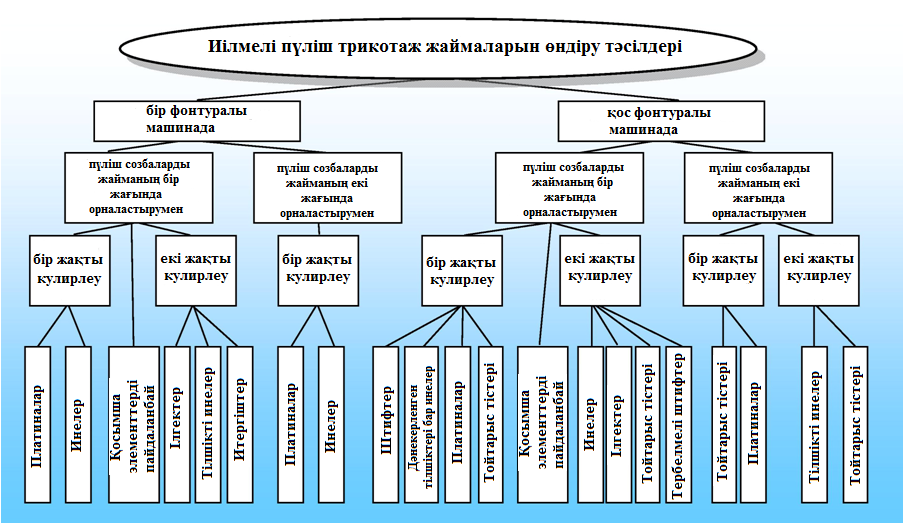 Иілмелі пүліш трикотаж жаймаларын өндіру тәсілдері
бір фонтуралы
машинада
қос фонтуралы
машинада
пүліш созбаларды
жайманың бір
жағында
орналастырумен
пүліш созбаларды
жайманың екі
жағында
орналастырумен
пүліш созбаларды
жайманың бір
жағында
орналастырумен
пүліш созбаларды
жайманың екі
жағында
орналастырумен
бір жақты
кулирлеу
екі жақты
кулирлеу
бір жақты
кулирлеу
бір жақты
кулирлеу
екі жақты
кулирлеу
бір жақты
кулирлеу
екі жақты
кулирлеу
Платиналар
Инелер
Қосымша
элементтерді
пайдаланбай
Ілгектер
Тілшікті инелер
Итергіштер
Платиналар
Инелер
Штифтер
Дәнекерленген
тілшіктері бар инелер
Платиналар
Тойтарыс тістері
Қосымша
элементтерді
пайдаланбай
Инелер
Ілгектер
Тойтарыс тістері
Тербелмелі штифтер
Тойтарыс тістері
Платиналар
Тілшікті инелер
Тойтарыс тістері